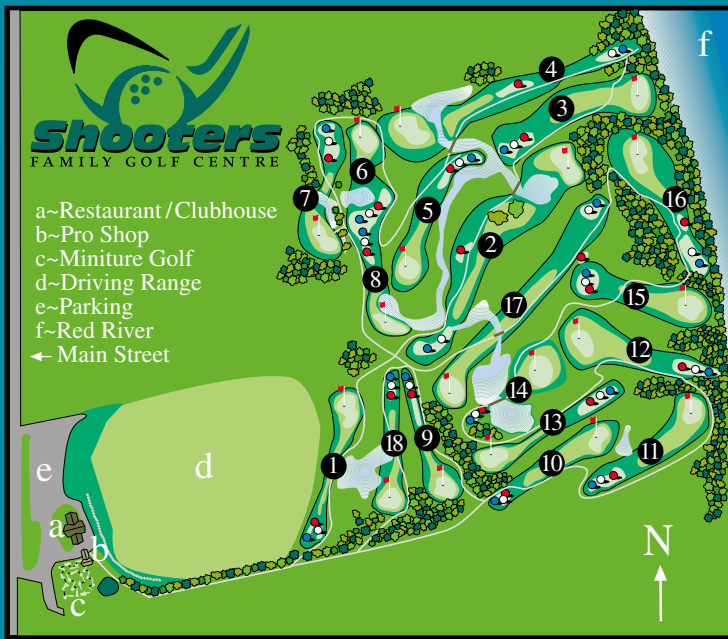 Shooters
FAMILY GOLF CENTRE
a~Restaurant/Clubhouse
b~Pro Shop
c~Miniture Golf
d~Driving Range
e~Parking
f~Red River
← Main Street
f
4
3
6
7
5
2
16
8
17
15
12
14
13
1
18
9
10
11
e
d
a
b
c
N